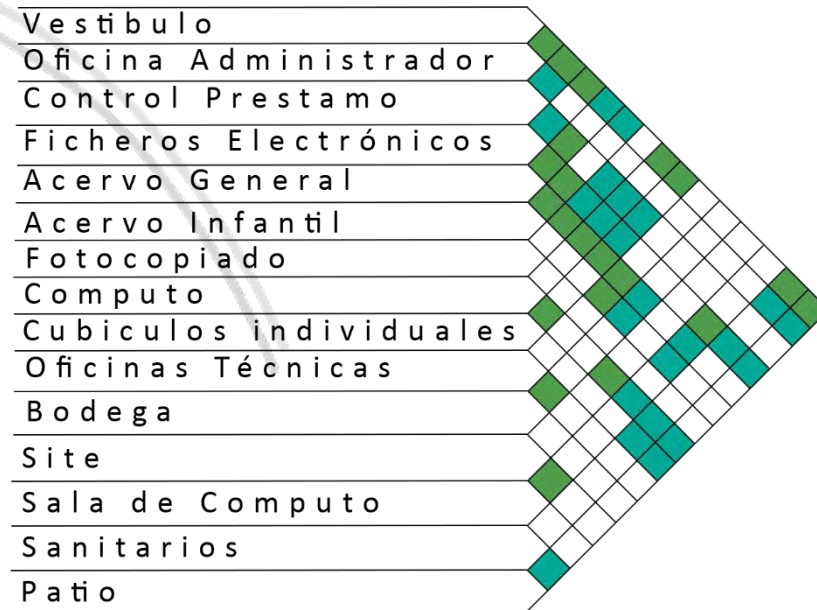 Vestibulo
Oficina Administrador
Control Prestamo
Ficheros Electrónicos
Acervo General
Acervo Infantil
Fotocopiado
Computo
Cubiculos individuales
Oficinas Técnicas
Bodega
Site
Sala de Computo
Sanitarios
Patio